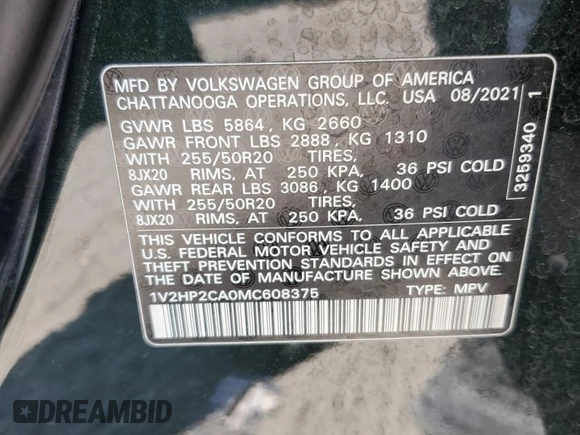 MFD BY VOLKSWAGEN GROUP OF AMERICA
CHATTANOOGA OPERATIONS, LLC. USA 08/2021
GVWR LBS 5864, KG 2660
GAWR FRONT LBS 2888, KG 1310
WITH 255/50R20 TIRES,
8JX20 RIMS, AT 250 KPA, 36 PSI COLD
GAWR REAR LBS 3086, KG 1400
WITH 255/50R20 TIRES,
8JX20 RIMS, AT 250 KPA, 36 PSI COLD
THIS VEHICLE CONFORMS TO ALL APPLICABLE
U.S. FEDERAL MOTOR VEHICLE SAFETY AND
THEFT PREVENTION STANDARDS IN EFFECT ON
THE DATE OF MANUFACTURE SHOWN ABOVE.
1V2HP2CA0MC608375 TYPE: MPV
3259340 1
DREAMBID